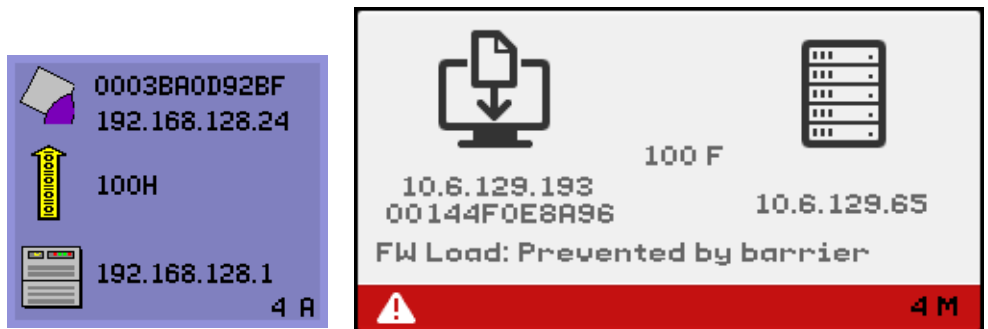 0003BA0D92BF
192.168.128.24
100H
192.168.128.1
4 A
100 F
10.6.129.193
00144F0E8A96
10.6.129.65
FW Load: Prevented by barrier
4 M